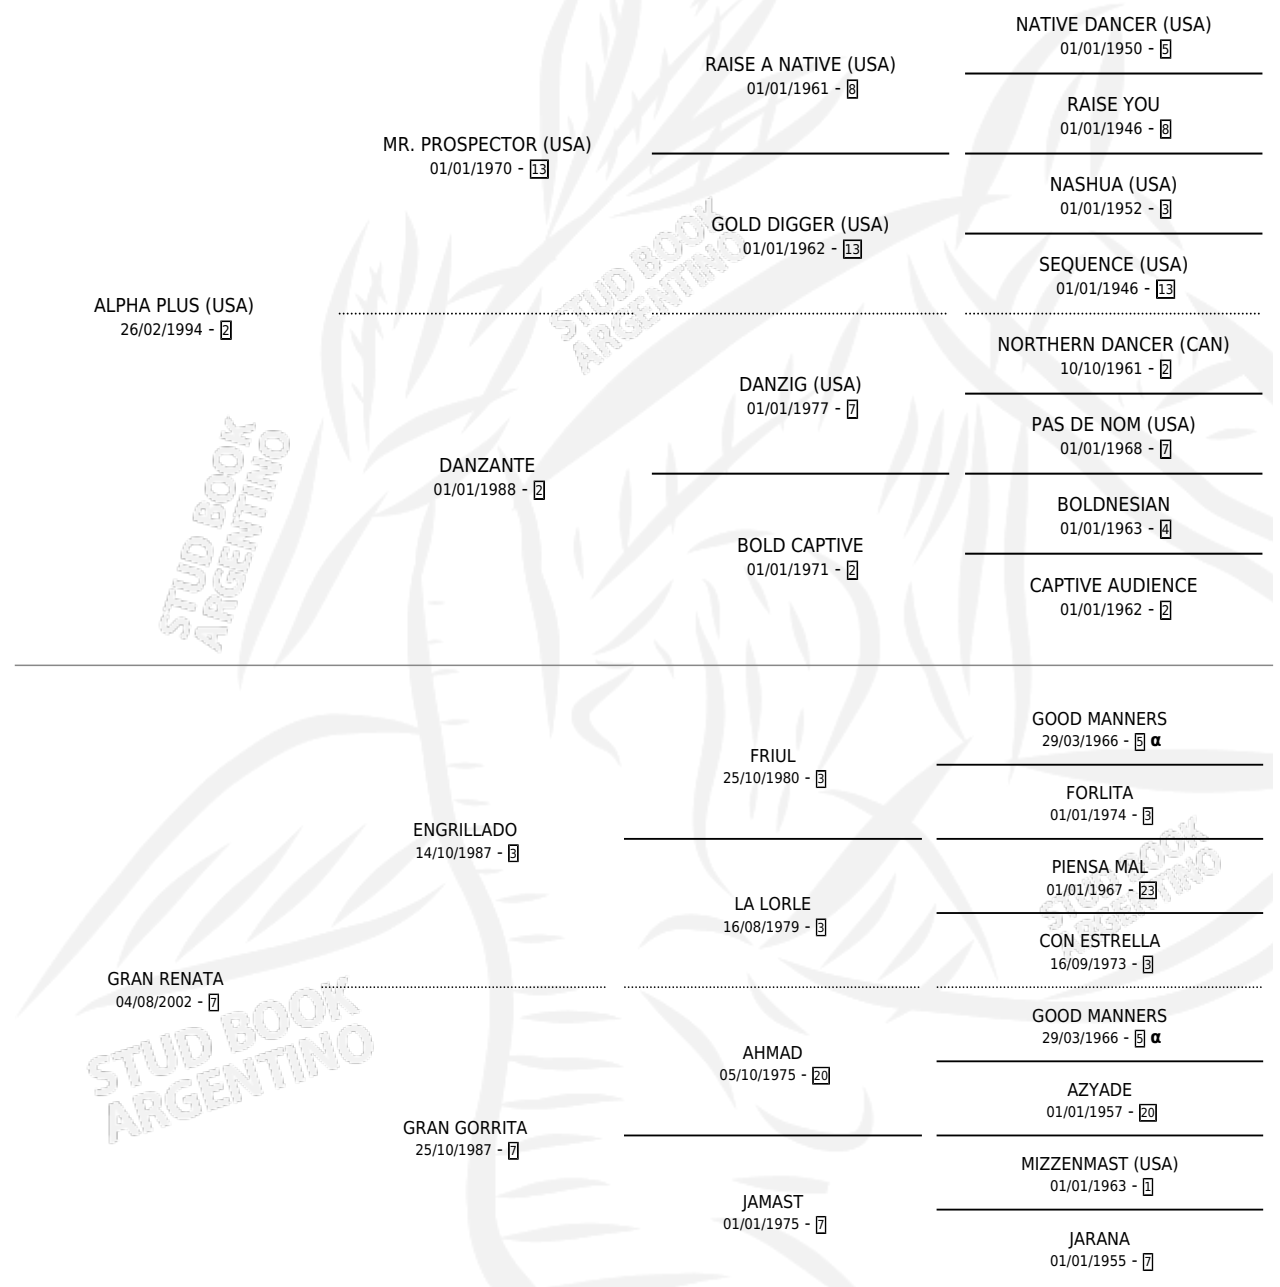 NATIVE DANCER (USA)
01/01/1950 - 5
RAISE A NATIVE (USA)
01/01/1961 - 8
RAISE YOU
01/01/1946 - 8
MR. PROSPECTOR (USA)
01/01/1970 - 13
NASHUA (USA)
01/01/1952 - 3
GOLD DIGGER (USA)
01/01/1962 - 13
SEQUENCE (USA)
01/01/1946 - 13
ALPHA PLUS (USA)
26/02/1994 - 2
NORTHERN DANCER (CAN)
10/10/1961 - 2
DANZIG (USA)
01/01/1977 - 7
PAS DE NOM (USA)
01/01/1968 - 7
DANZANTE
01/01/1988 - 2
BOLDNESIAN
01/01/1963 - 4
BOLD CAPTIVE
01/01/1971 - 2
CAPTIVE AUDIENCE
01/01/1962 - 2
GOOD MANNERS
29/03/1966 - 5 α
FRIUL
25/10/1980 - 3
FORLITA
01/01/1974 - 3
ENGRILLADO
14/10/1987 - 3
PIENSA MAL
01/01/1967 - 23
LA LORLE
16/08/1979 - 3
CON ESTRELLA
16/09/1973 - 3
GRAN RENATA
04/08/2002 - 7
GOOD MANNERS
29/03/1966 - 5 α
AHMAD
05/10/1975 - 20
AZYADE
01/01/1957 - 20
GRAN GORRITA
25/10/1987 - 7
MIZZENMAST (USA)
01/01/1963 - 1
JAMAST
01/01/1975 - 7
JARANA
01/01/1955 - 7
STUD BOOK
ARGENTINO
STUD BOOK
ARGENTINO
STUD BOOK
ARGENTINO
STUD BOOK
ARGENTINO